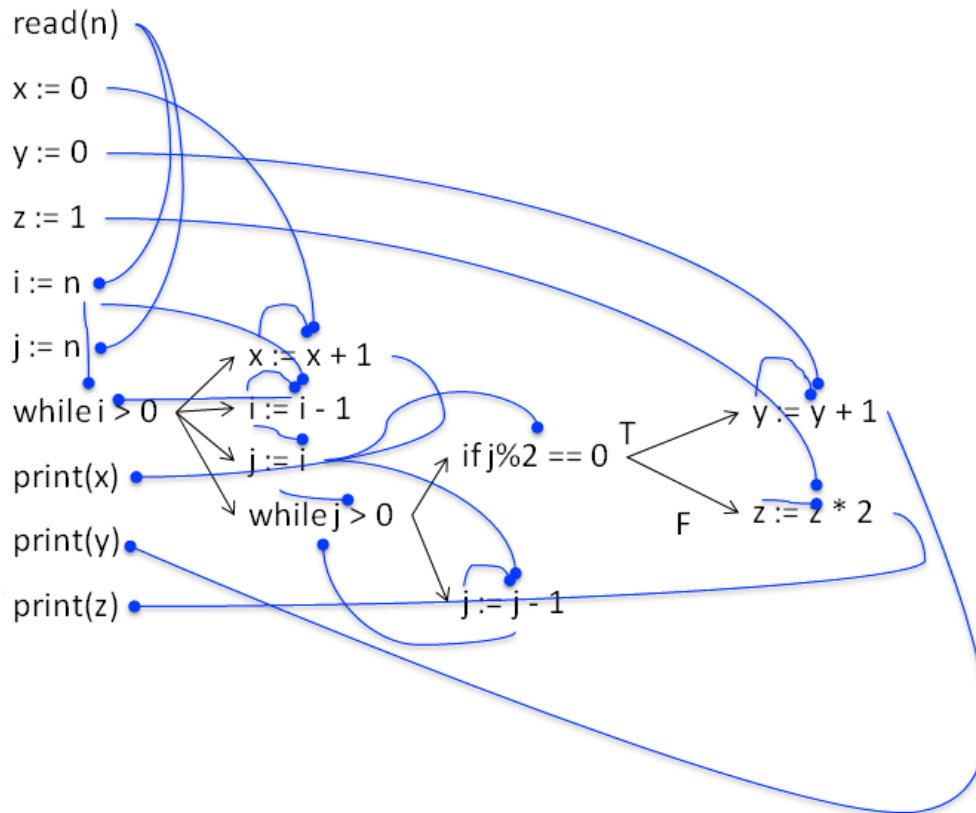 read(n)
x := 0
y := 0
z := 1
i := n
j := n
while i > 0
print(x)
print(y)
print(z)
x := x + 1
i := i - 1
j := i
while j > 0
if j%2 == 0
j := j - 1
T
F
y := y + 1
z := z * 2